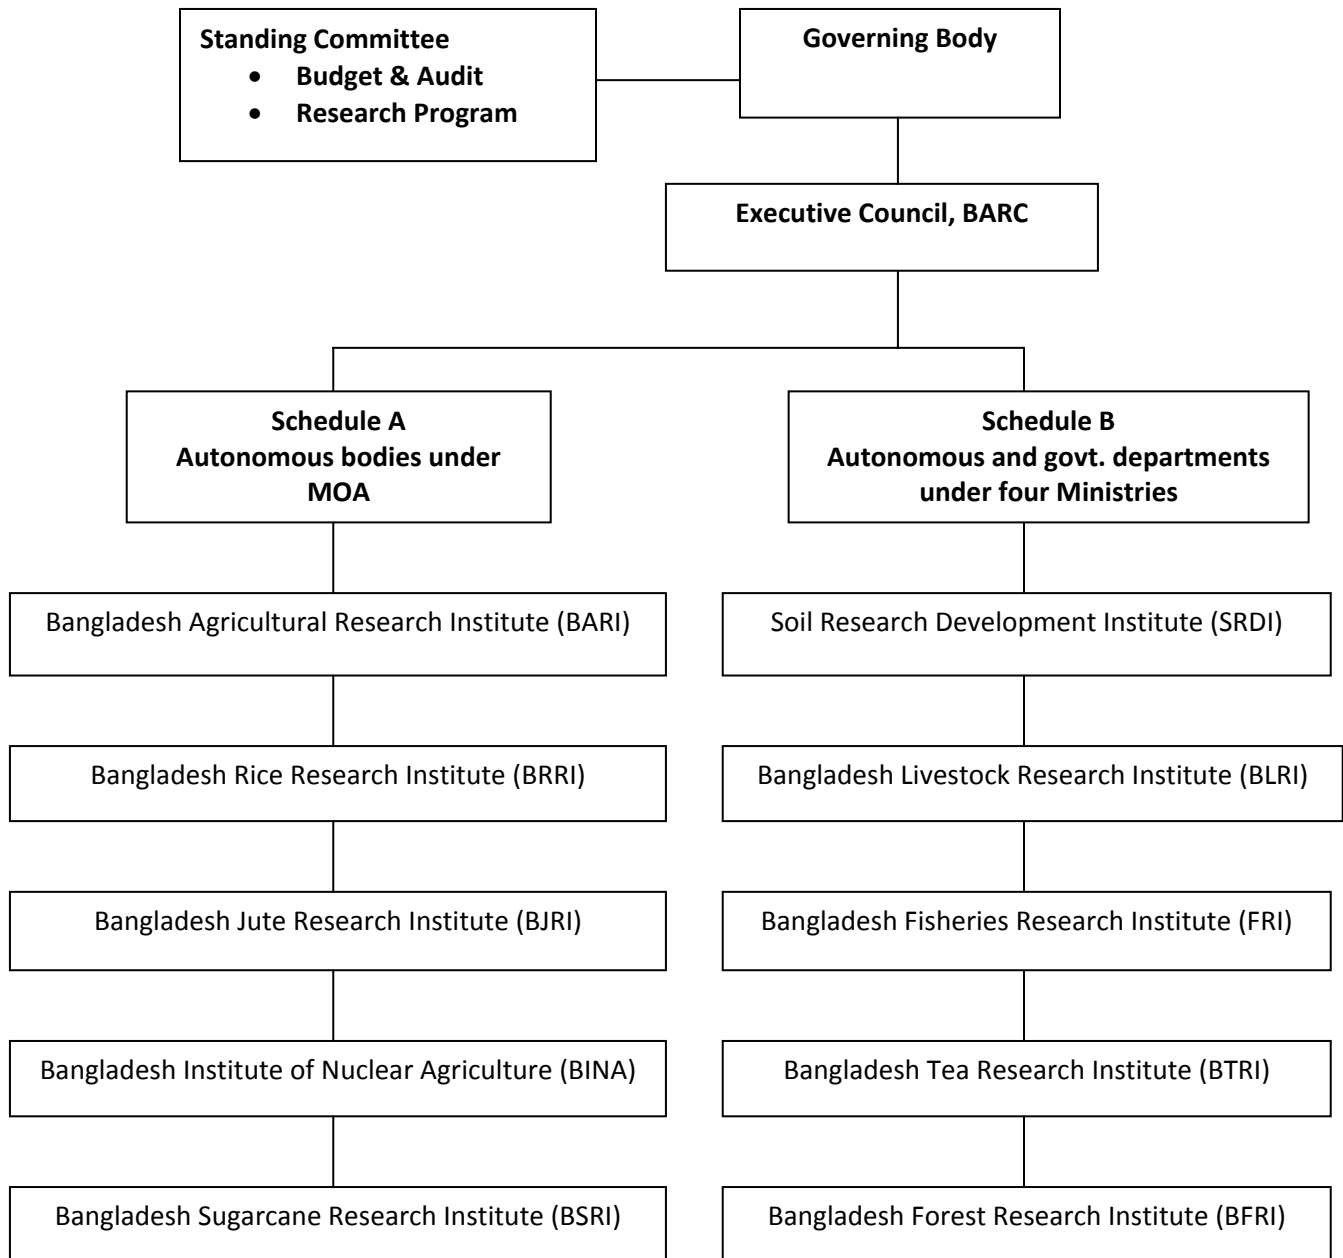 Standing Committee
• Budget & Audit
• Research Program
Governing Body
Executive Council, BARC
Schedule A
Autonomous bodies under
MOA
Schedule B
Autonomous and govt. departments
under four Ministries
Bangladesh Agricultural Research Institute (BARI)
Soil Research Development Institute (SRDI)
Bangladesh Rice Research Institute (BRRI)
Bangladesh Livestock Research Institute (BLRI)
Bangladesh Jute Research Institute (BJRI)
Bangladesh Fisheries Research Institute (FRI)
Bangladesh Institute of Nuclear Agriculture (BINA)
Bangladesh Tea Research Institute (BTRI)
Bangladesh Sugarcane Research Institute (BSRI)
Bangladesh Forest Research Institute (BFRI)